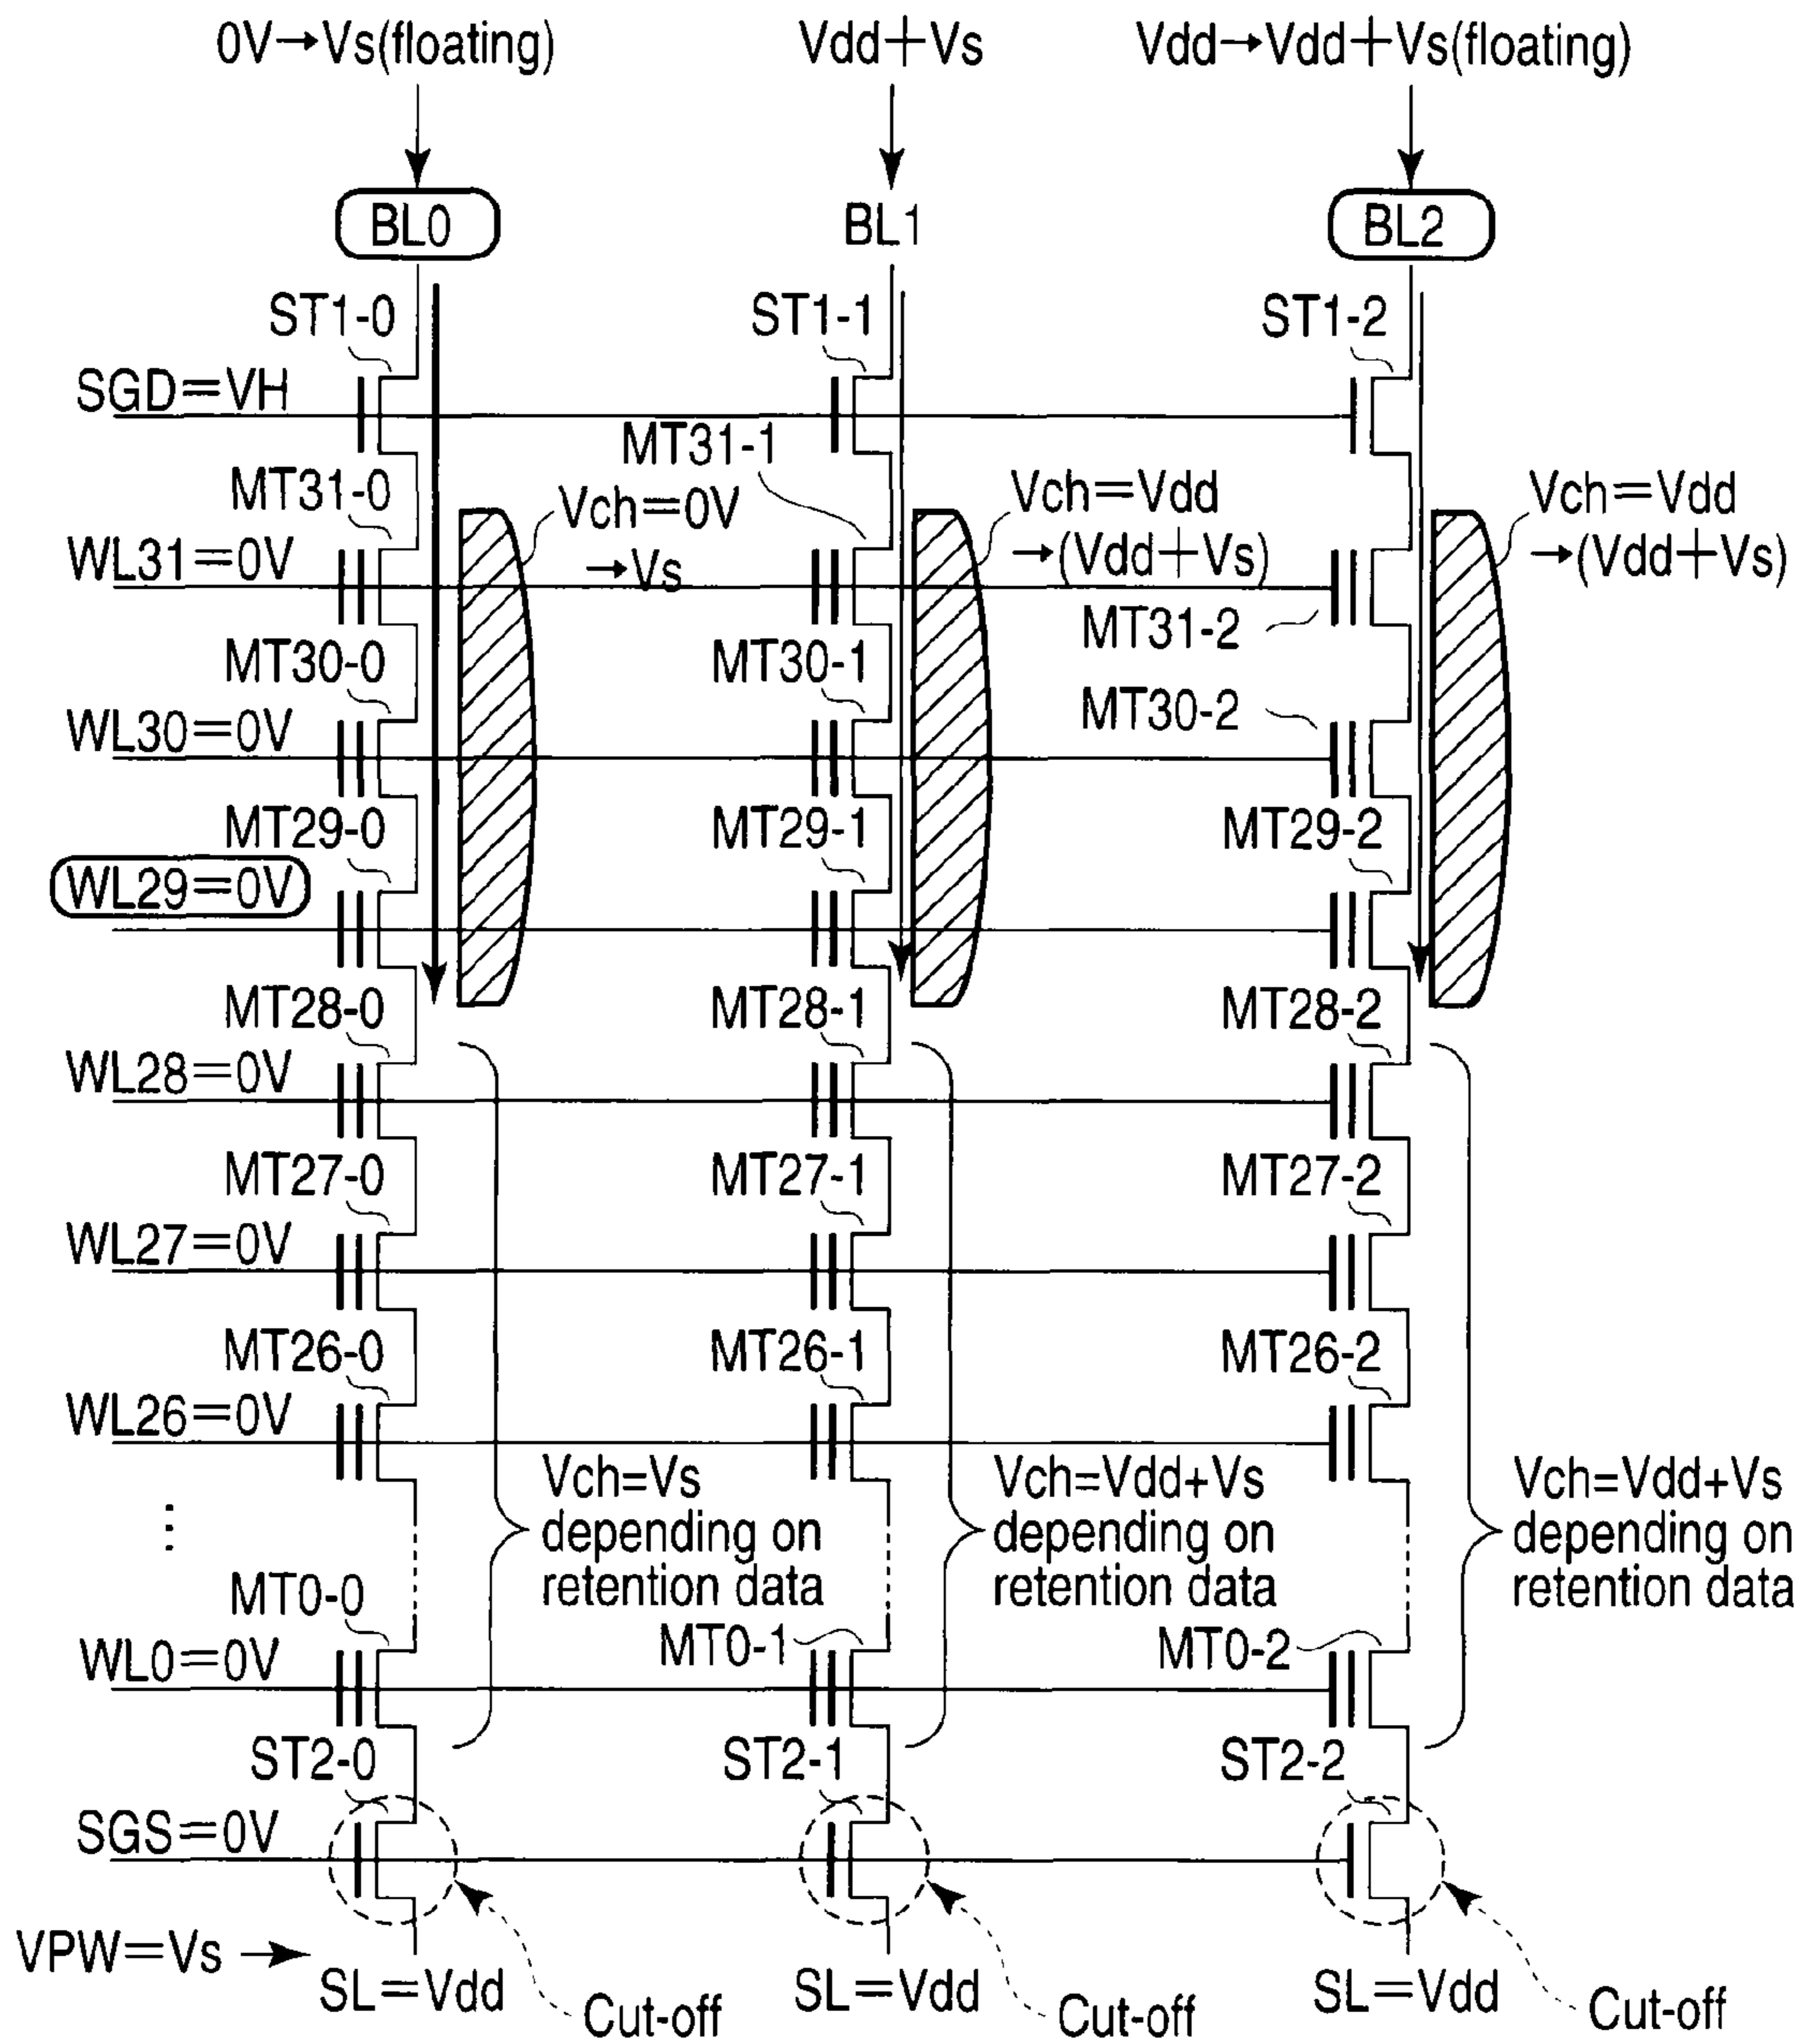 0V→Vs(floating) Vdd+Vs Vdd→Vdd+Vs(floating)
BL0 BL1 BL2
ST1-0 ST1-1 ST1-2
SGD=VH
MT31-1
MT31-0 Vch=0V Vch=Vdd Vch=Vdd
WL31=0V →Vs →(Vdd+Vs) →(Vdd+Vs)
MT31-2
MT30-0 MT30-1
MT30-2
WL30=0V
MT29-0 MT29-1 MT29-2
WL29=0V
MT28-0 MT28-1 MT28-2
WL28=0V
MT27-0 MT27-1 MT27-2
WL27=0V
MT26-0 MT26-1 MT26-2
WL26=0V
Vch=Vs Vch=Vdd+Vs Vch=Vdd+Vs
⋮ depending on depending on depending on
retention data retention data retention data
MT0-0
MT0-1 MT0-2
WL0=0V
ST2-0 ST2-1 ST2-2
SGS=0V
VPW=Vs →
SL=Vdd SL=Vdd SL=Vdd
Cut-off Cut-off Cut-off